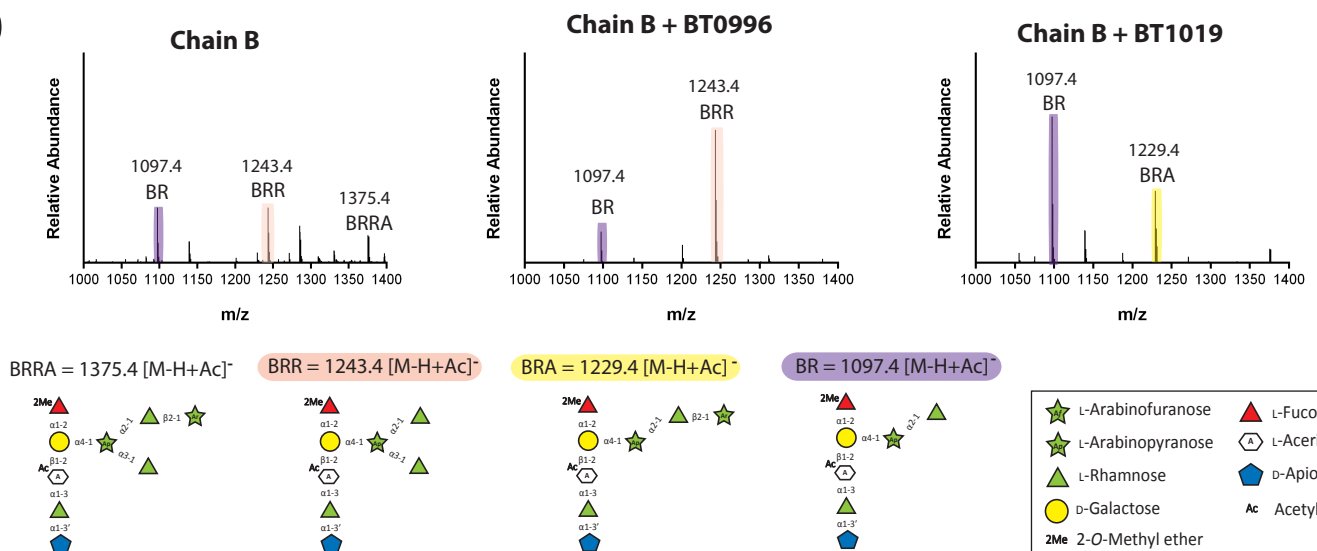 )
Chain B
Chain B + BT0996
Chain B + BT1019
Relative Abundance
1097.4
BR
1243.4
BRR
1375.4
BRRA
1000 1050 1100 1150 1200 1250 1300 1350 1400
m/z
Relative Abundance
1097.4
BR
1243.4
BRR
1000 1050 1100 1150 1200 1250 1300 1350 1400
m/z
Relative Abundance
1097.4
BR
1229.4
BRA
1000 1050 1100 1150 1200 1250 1300 1350 1400
m/z
BRRA = 1375.4 [M-H+Ac]⁻
2Me
α1-2
α4-1
α2-1
β2-1
α3-1
β1-2
Ac
A
α1-3
α1-3′
BRR = 1243.4 [M-H+Ac]⁻
2Me
α1-2
α4-1
α2-1
α3-1
β1-2
Ac
A
α1-3
α1-3′
BRA = 1229.4 [M-H+Ac]⁻
2Me
α1-2
α4-1
α2-1
β2-1
β1-2
Ac
A
α1-3
α1-3′
BR = 1097.4 [M-H+Ac]⁻
2Me
α1-2
α4-1
α2-1
β1-2
Ac
A
α1-3
α1-3′
Af L-Arabinofuranose
Ap L-Arabinopyranose
L-Rhamnose
D-Galactose
2Me 2-O-Methyl ether
L-Fuco
A L-Aceri
D-Apio
Ac Acetyl